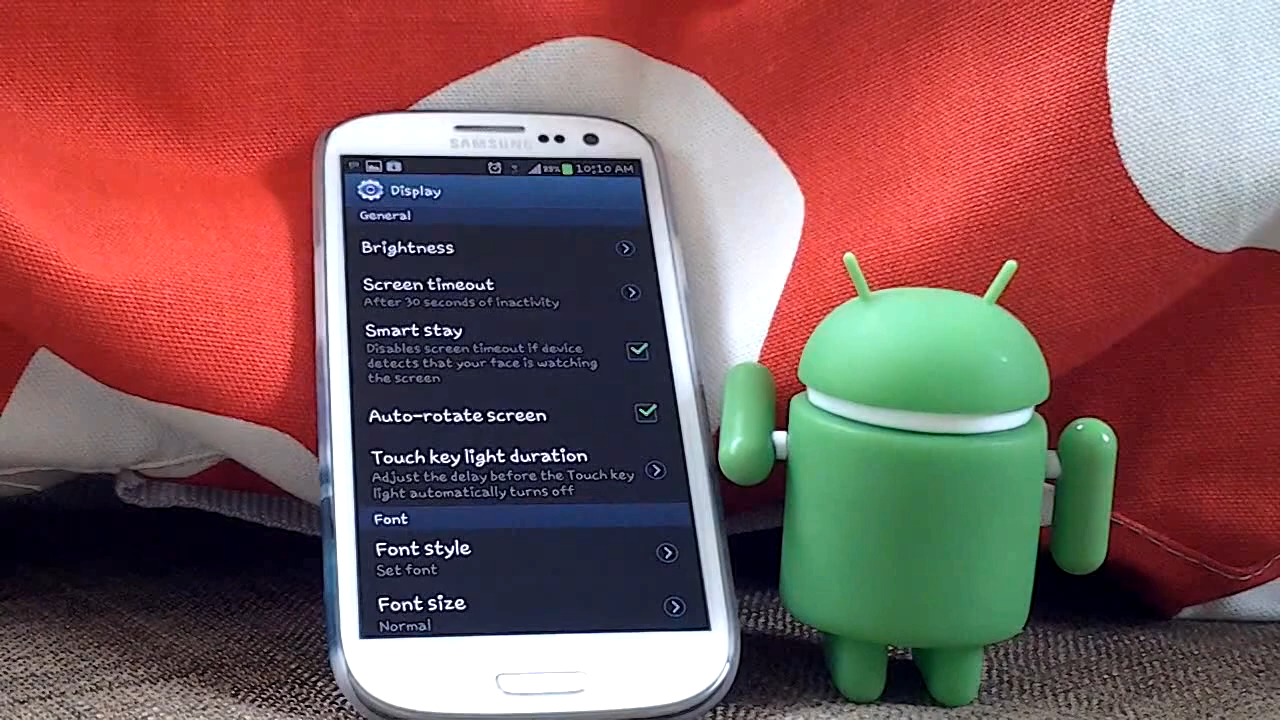 SAMSUNG
10:10 AM
Display
General
Brightness
Screen timeout
After 30 seconds of inactivity
Smart stay
Disables screen timeout if device
detects that your face is watching
the screen
Auto-rotate screen
Touch key light duration
Adjust the delay before the Touch key
light automatically turns off
Font
Font style
Set font
Font size
Normal